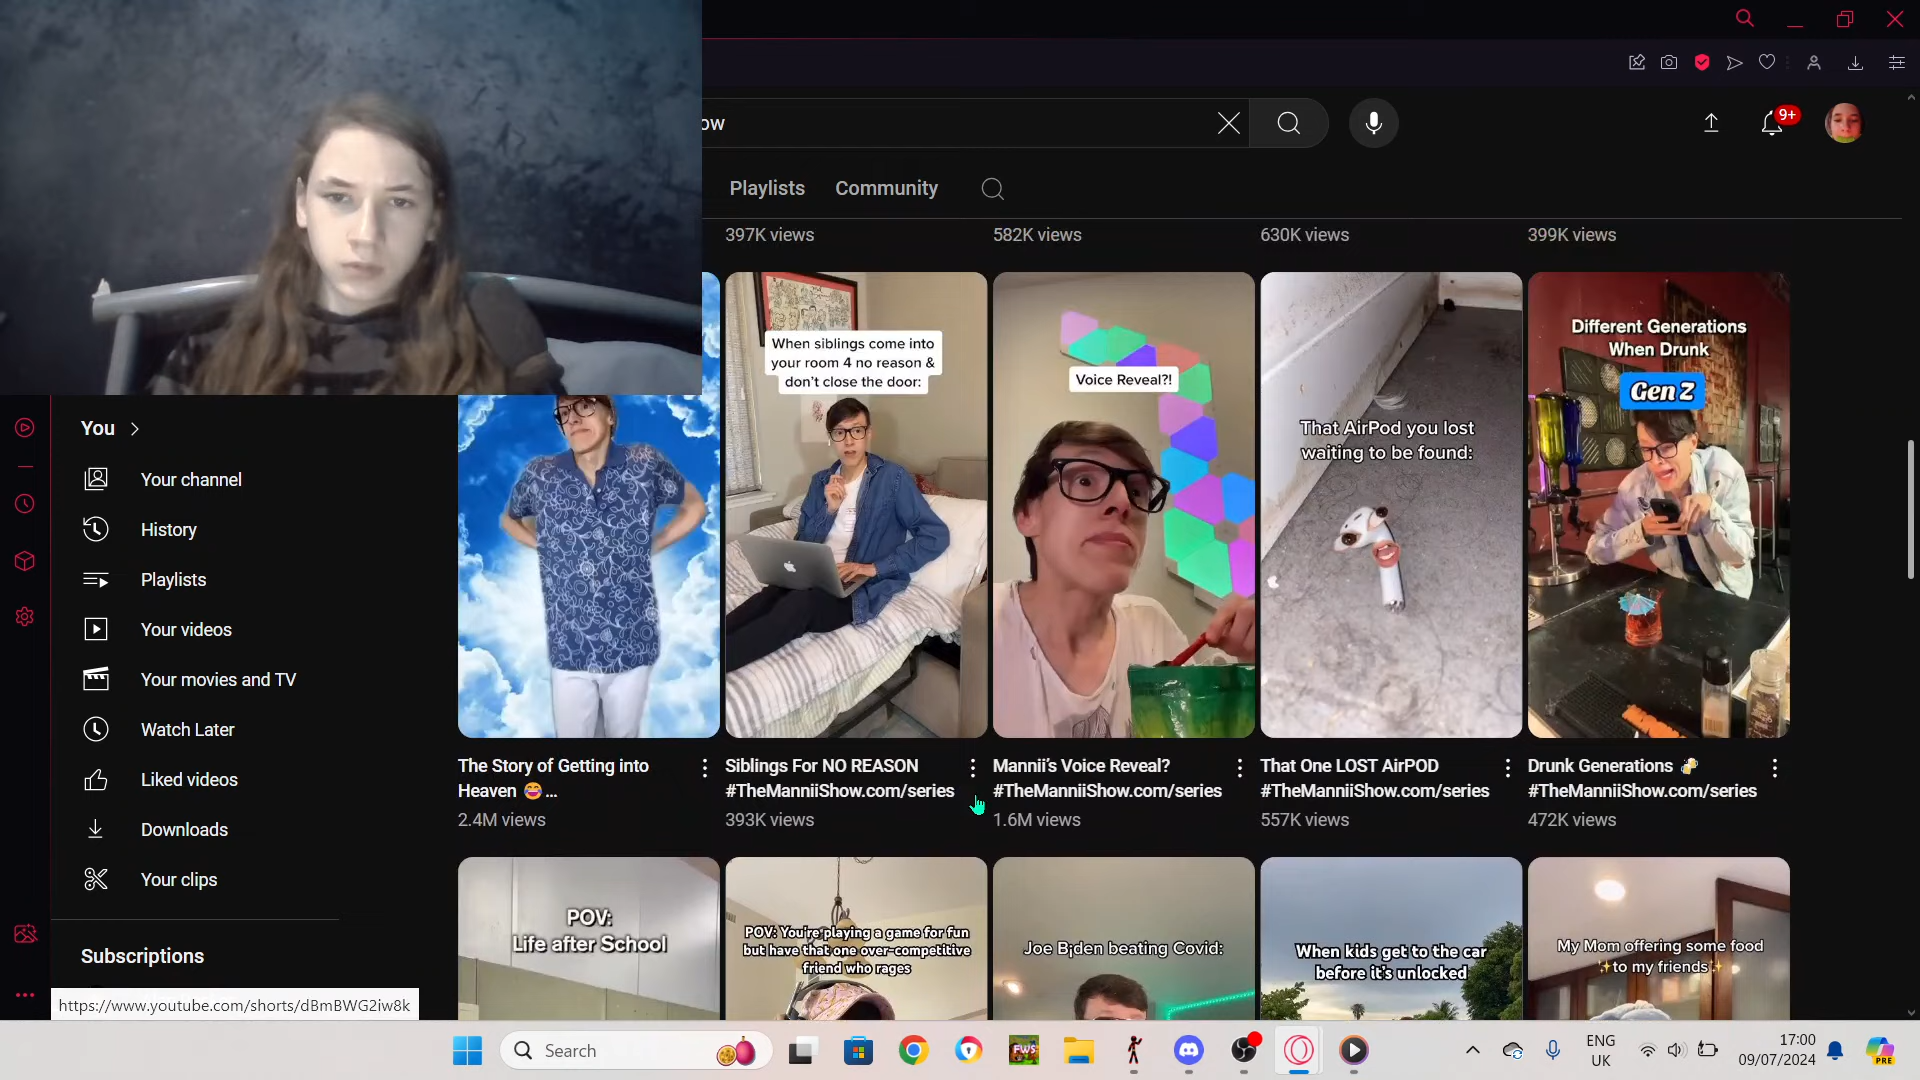 ow
9+
Playlists
Community
397K views
582K views
630K views
399K views
When siblings come into
your room 4 no reason &
don't close the door:
Voice Reveal?!
That AirPod you lost
waiting to be found:
Different Generations
When Drunk
Gen Z
You
Your channel
History
Playlists
Your videos
Your movies and TV
Watch Later
Liked videos
Downloads
Your clips
Subscriptions
The Story of Getting into
Heaven 😂...
2.4M views
Siblings For NO REASON
#TheManniiShow.com/series
393K views
Mannii's Voice Reveal?
#TheManniiShow.com/series
1.6M views
That One LOST AirPOD
#TheManniiShow.com/series
557K views
Drunk Generations 🍻
#TheManniiShow.com/series
472K views
POV:
Life after School
POV: You're playing a game for fun
but have that one over-competitive
friend who rages
Joe B¡den beating Covid:
When kids get to the car
before it's unlocked
My Mom offering some food
✨to my friends✨
https://www.youtube.com/shorts/dBmBWG2iw8k
Search
FWS
ENG
UK
17:00
09/07/2024
PRE